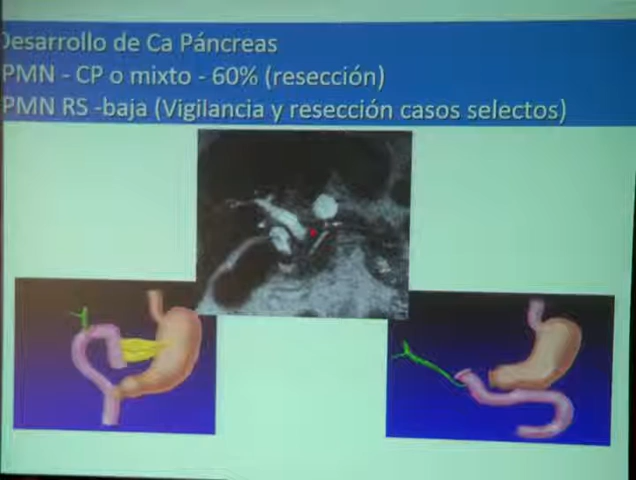 Desarrollo de Ca Páncreas
PMN - CP o mixto - 60% (resección)
PMN RS -baja (Vigilancia y resección casos selectos)